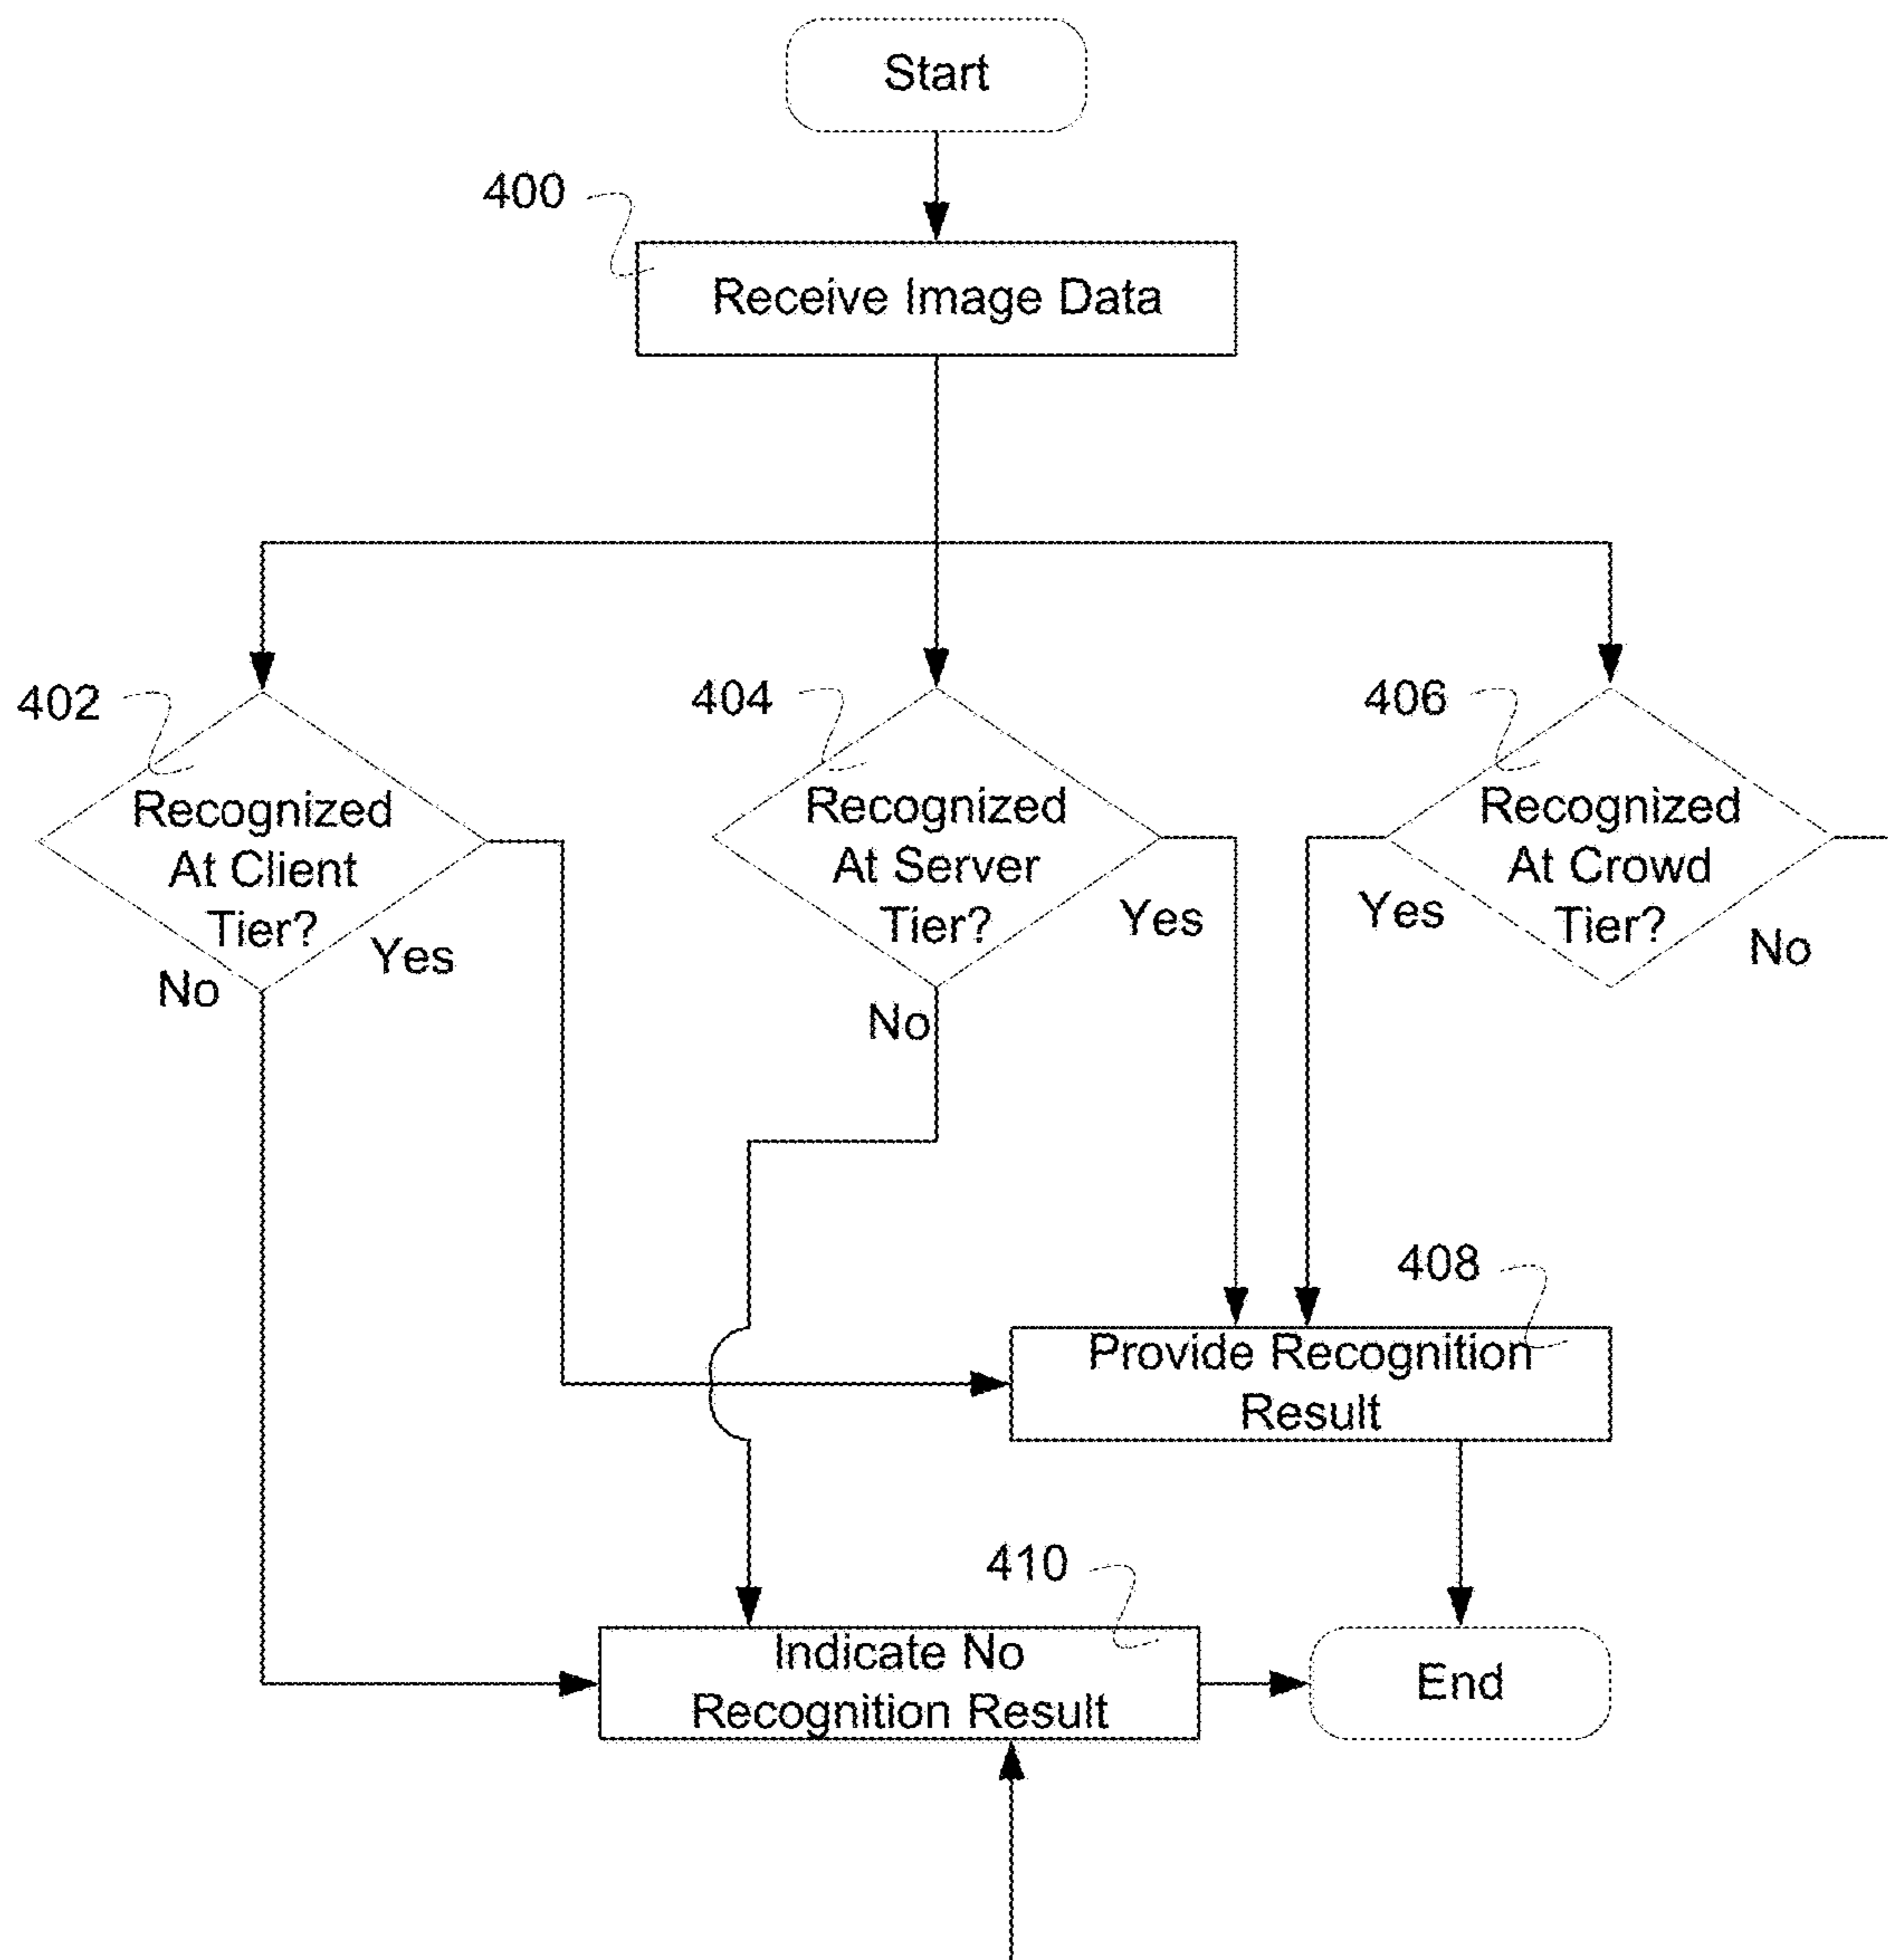 Start
400
Receive Image Data
402
404
406
Recognized
At Client
Tier?
Recognized
At Server
Tier?
Recognized
At Crowd
Tier?
No
Yes
No
Yes
Yes
No
408
Provide Recognition
Result
410
Indicate No
Recognition Result
End